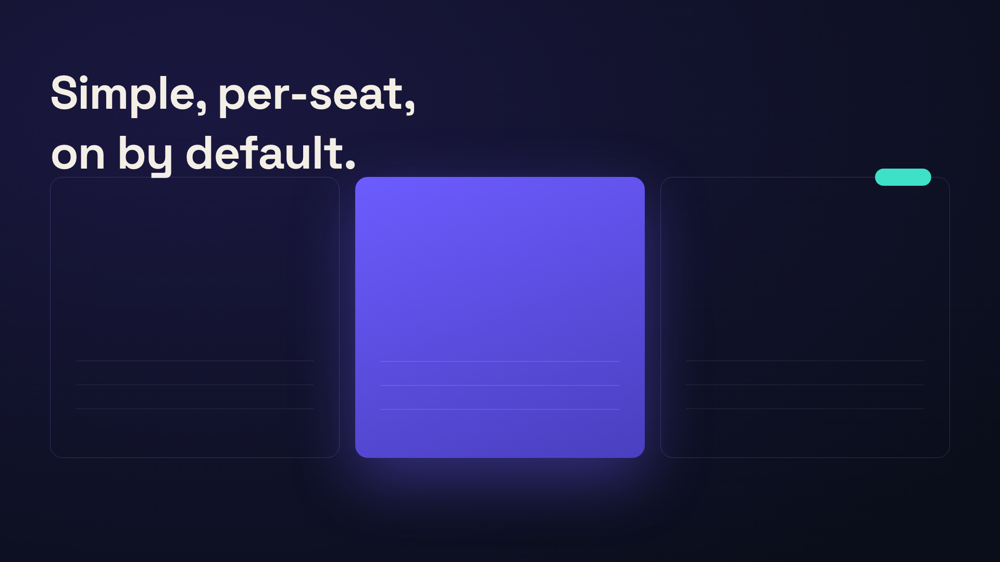 Simple, per-seat,
on by default.